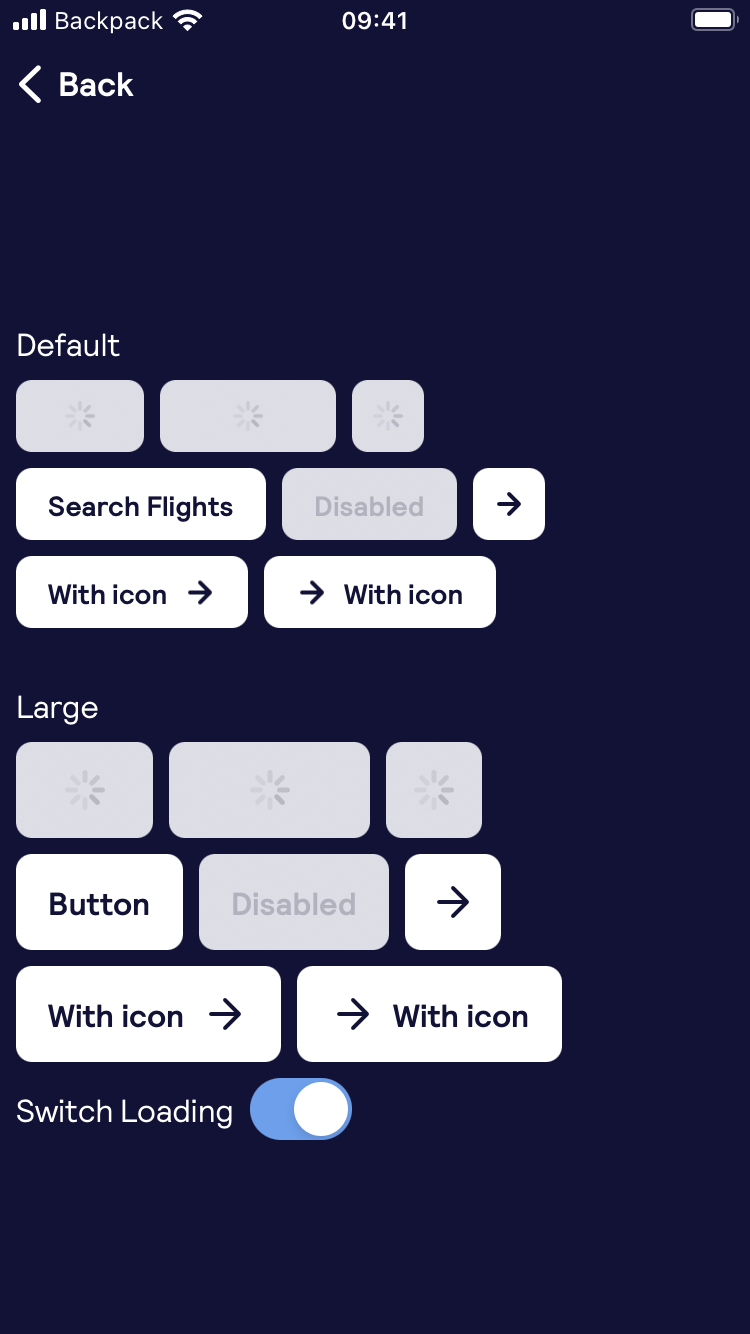 Backpack 09:41
Back
Default
Search Flights Disabled
With icon With icon
Large
Button Disabled
With icon With icon
Switch Loading